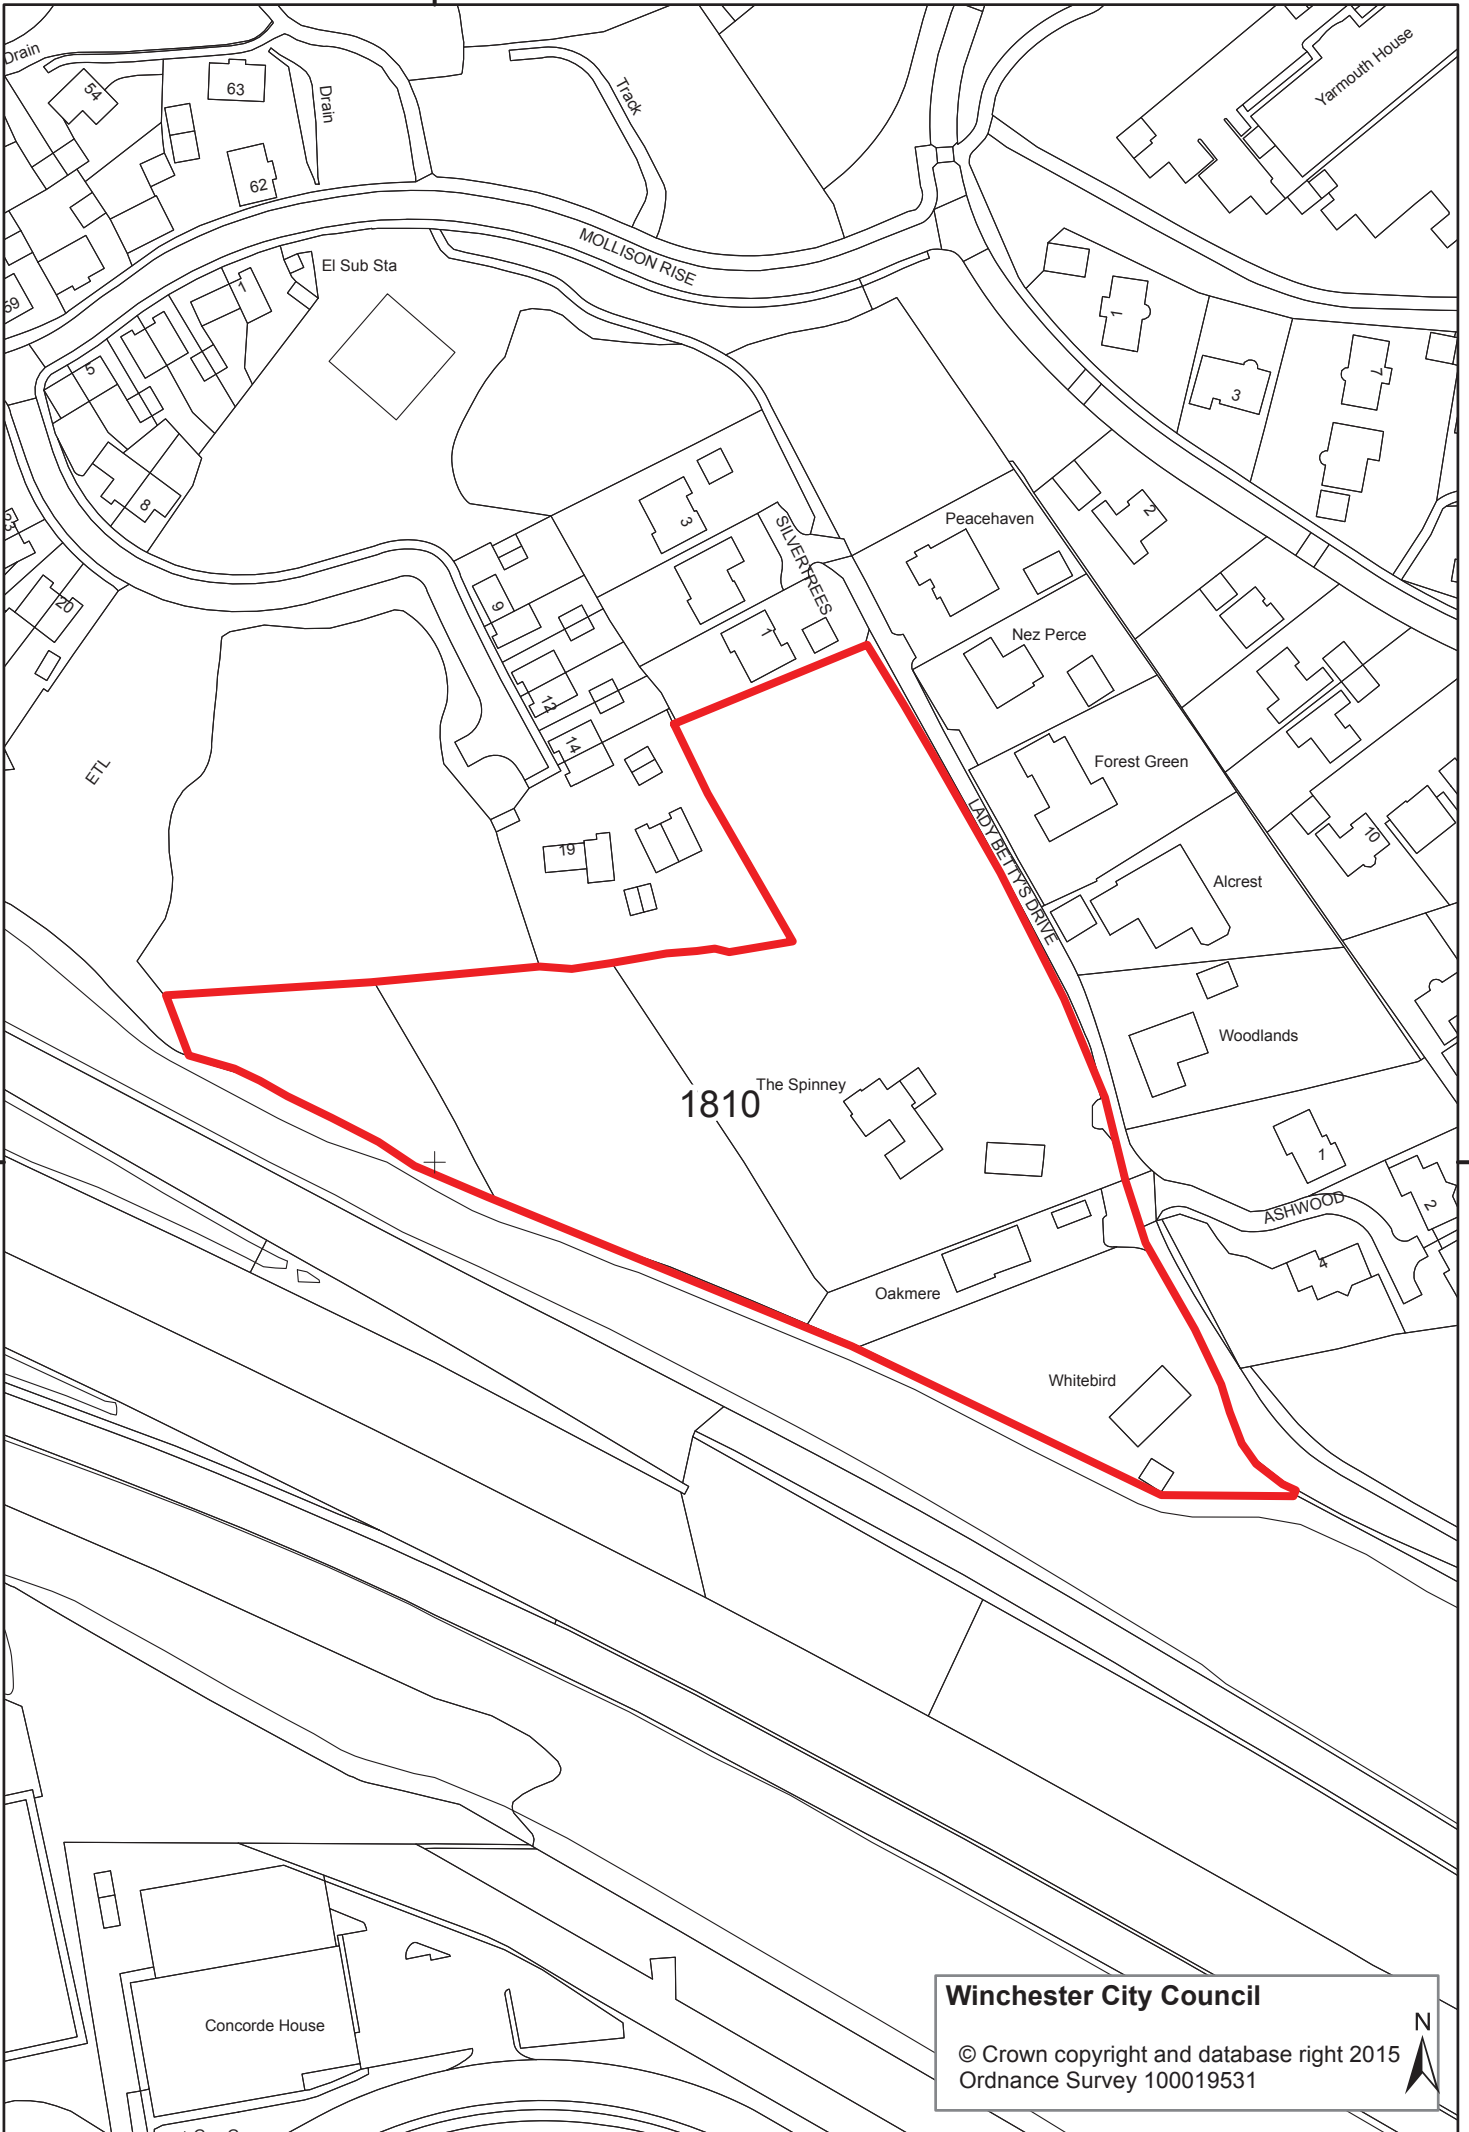 Drain
54
63
Drain
62
Track
Yarmouth House
MOLLISON RISE
El Sub Sta
59
1
5
8
1
3
7
2
3
SILVERTREES
Peacehaven
9
20
1
Nez Perce
12
14
Forest Green
ETL
LADY BETTY'S DRIVE
10
19
Alcrest
Woodlands
The Spinney
1810
1
ASHWOOD
2
4
Oakmere
Whitebird
Concorde House
Winchester City Council
N
© Crown copyright and database right 2015
Ordnance Survey 100019531